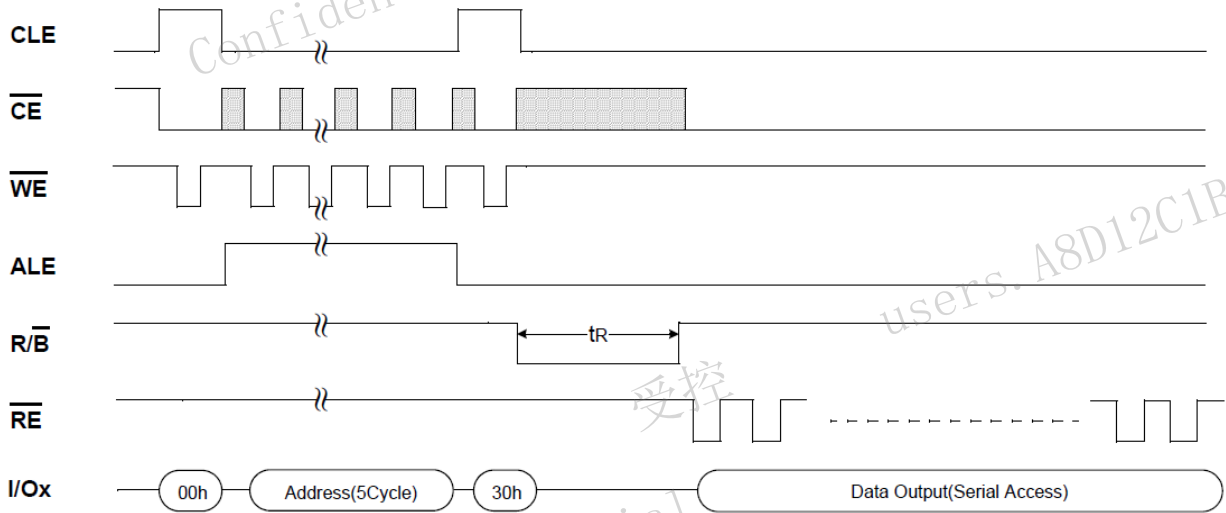 CLE
Confiden
CE
WE
ALE
users. A8D12C1B
R/B
tR
受控
RE
I/Ox
00h
Address(5Cycle)
30h
Data Output(Serial Access)